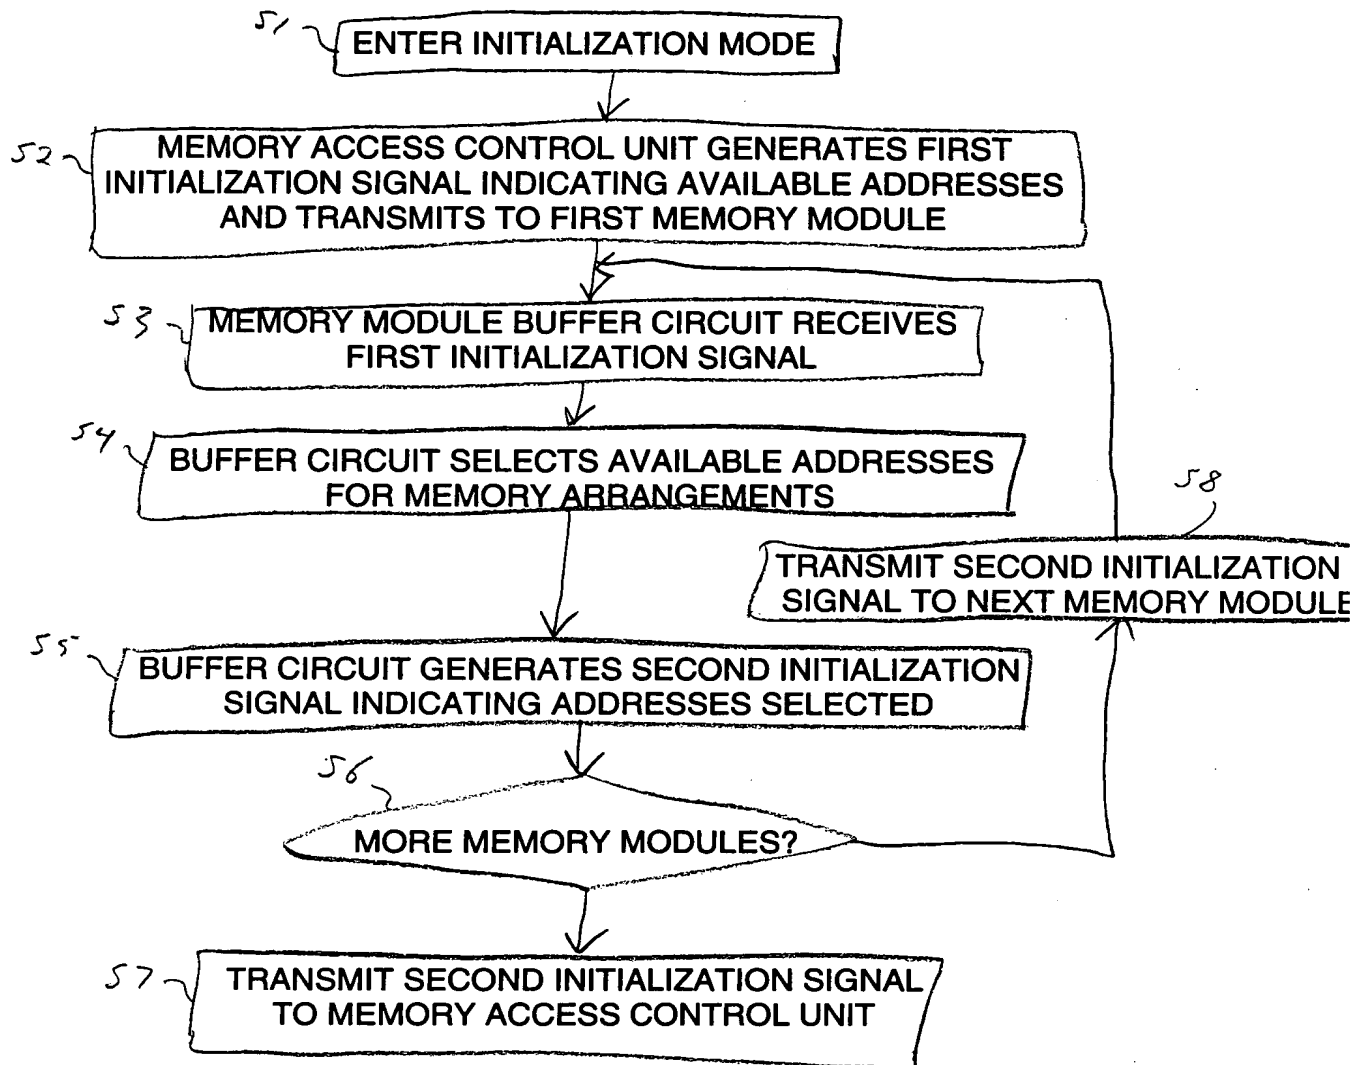 51
ENTER INITIALIZATION MODE
52
MEMORY ACCESS CONTROL UNIT GENERATES FIRST
INITIALIZATION SIGNAL INDICATING AVAILABLE ADDRESSES
AND TRANSMITS TO FIRST MEMORY MODULE
53
MEMORY MODULE BUFFER CIRCUIT RECEIVES
FIRST INITIALIZATION SIGNAL
54
BUFFER CIRCUIT SELECTS AVAILABLE ADDRESSES
FOR MEMORY ARRANGEMENTS
58
TRANSMIT SECOND INITIALIZATION
SIGNAL TO NEXT MEMORY MODULE
55
BUFFER CIRCUIT GENERATES SECOND INITIALIZATION
SIGNAL INDICATING ADDRESSES SELECTED
56
MORE MEMORY MODULES?
57
TRANSMIT SECOND INITIALIZATION SIGNAL
TO MEMORY ACCESS CONTROL UNIT